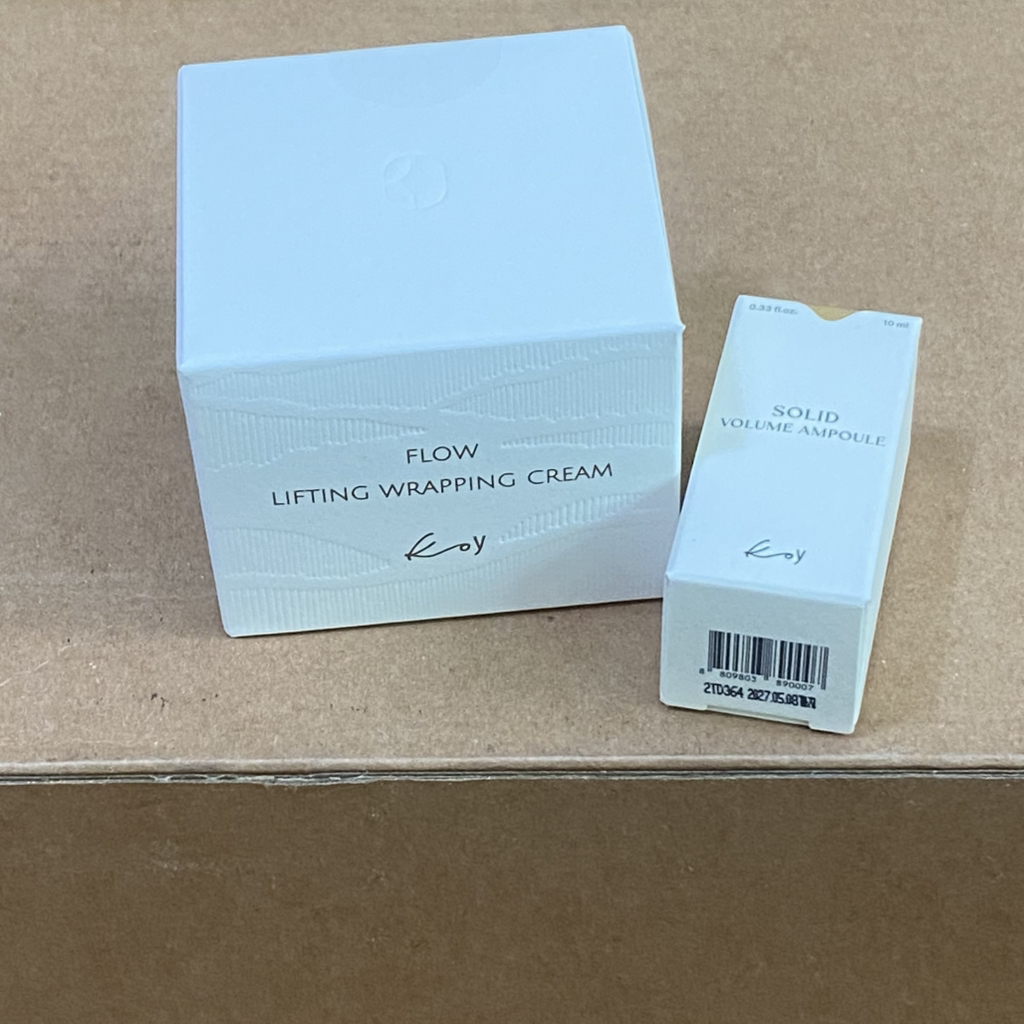 FLOW
LIFTING WRAPPING CREAM
Koy
0.33 fl.oz. 10 ml
SOLID
VOLUME AMPOULE
Koy
8 809803 890007
2TD364 2027.05.08